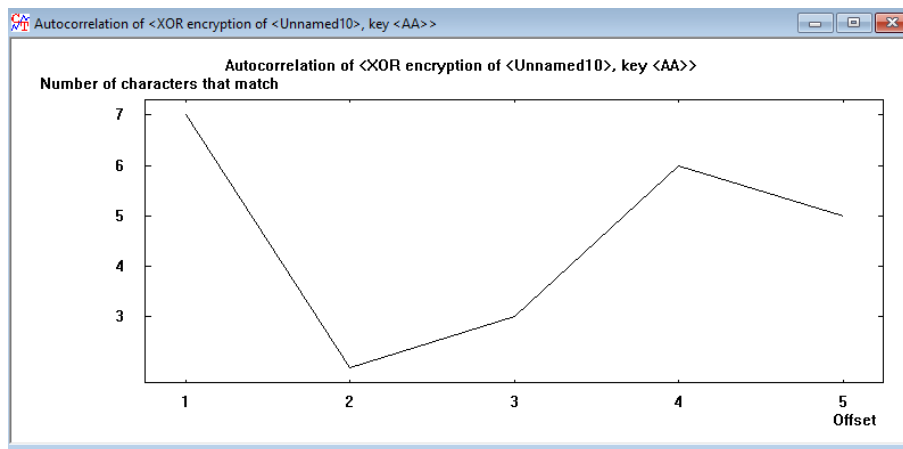 Autocorrelation of <XOR encryption of <Unnamed10>, key <AA>>
Autocorrelation of <XOR encryption of <Unnamed10>, key <AA>>
Number of characters that match
7
6
5
4
3
1 2 3 4 5
Offset